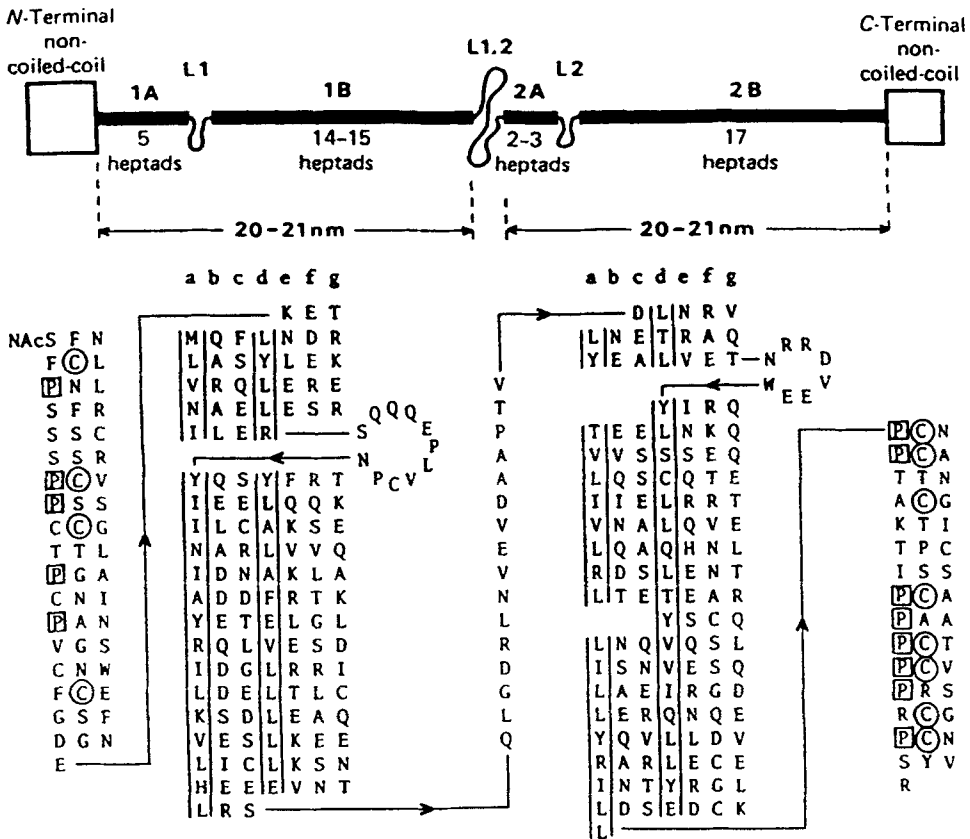 N-Terminal
non-
coiled-coil
L1
1A
5
heptads
1B
14–15
heptads
L1,2
2A
2–3
heptads
L2
2B
17
heptads
C-Terminal
non-
coiled-coil
20–21nm
20–21nm
NAcS F N
F C L
P N L
S F R
S S C
S S R
P C V
P S S
C C G
T T L
P G A
C N I
P A N
V G S
C N W
F C E
G S F
D G N
E
a b c d e f g
K E T
M Q F L N D R
L A S Y L E K
V R Q L E R E
N A E L E S R
I L E R
S Q Q Q E P L V C P N
Y Q S Y F R T
I E E L Q Q K
I L C A K S E
N A R L V V Q
I D N A K L A
A D D F R T K
Y E T E L G L
R Q L V E S D
I D G L R R I
L D E L T L C
K S D L E A Q
V E S L K E E
L I C L K S N
H E E E V N T
L R S
V
T
P
A
A
D
V
E
V
N
L
R
D
G
L
Q
a b c d e f g
D L N R V
L N E T R A Q
Y E A L V E T
N R R D V E E W
Y I R Q
T E E L N K Q
V V S S S E Q
L Q S C Q T E
I I E L R R T
V N A L Q V E
L Q A Q H N L
R D S L E N T
L T E T E A R
Y S C Q
L N Q V Q S L
I S N V E S Q
L A E I R G D
L E R Q N Q E
Y Q V L L D V
R A R L E C E
I N T Y R G L
L D S E D C K
L
P C N
P C A
T T N
A C G
K T I
T P C
I S S
P C A
P A A
P C T
P C V
P R S
R C G
P C N
S Y V
R